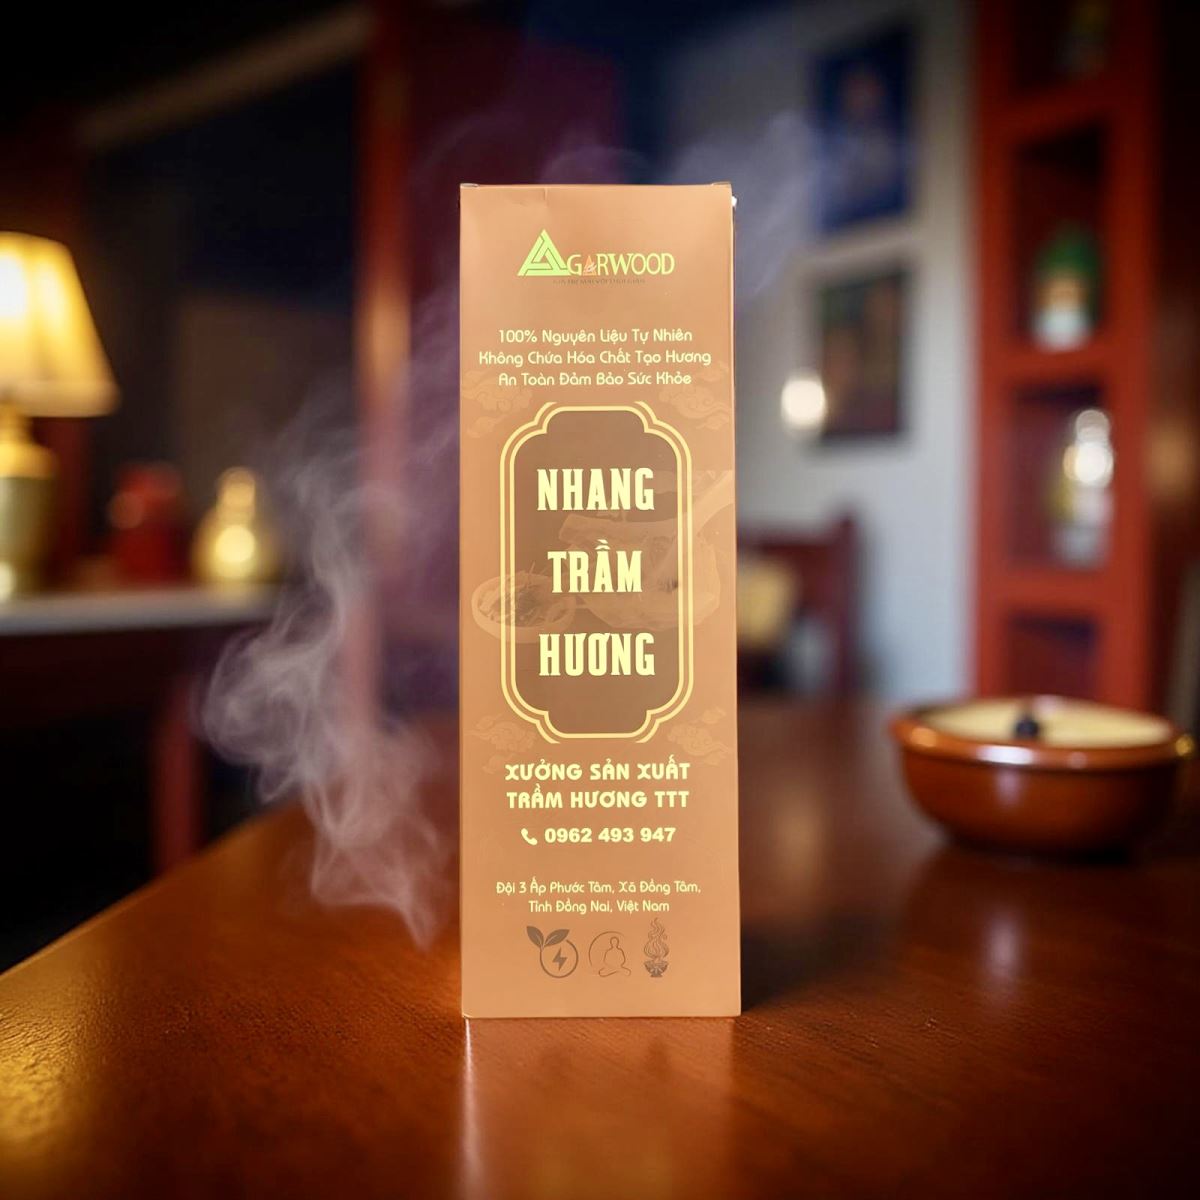 AGARWOOD
100% Nguyên Liệu Tự Nhiên
Không Chứa Hóa Chất Tạo Hương
An Toàn Đảm Bảo Sức Khỏe
NHANG
TRẦM
HƯƠNG
XƯỞNG SẢN XUẤT
TRẦM HƯƠNG TTT
0962 493 947
Đội 3 Ấp Phước Tâm, Xã Đồng Tâm,
Tỉnh Đồng Nai, Việt Nam